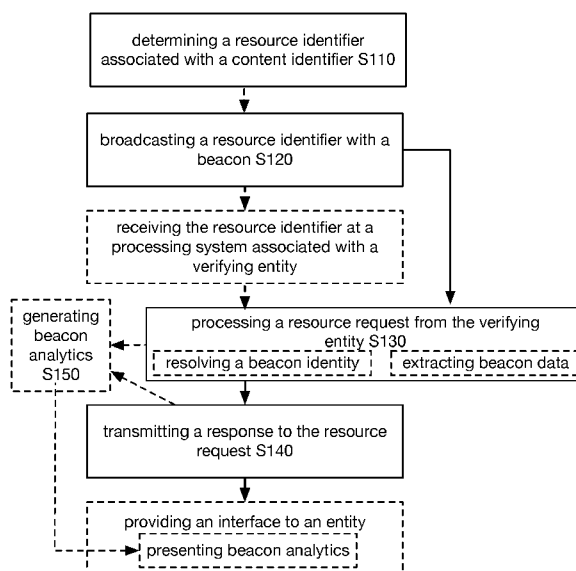 determining a resource identifier
associated with a content identifier S110
broadcasting a resource identifier with a
beacon S120
receiving the resource identifier at a
processing system associated with a
verifying entity
generating
beacon
analytics
S150
processing a resource request from the verifying
entity S130
resolving a beacon identity
extracting beacon data
transmitting a response to the resource
request S140
providing an interface to an entity
presenting beacon analytics